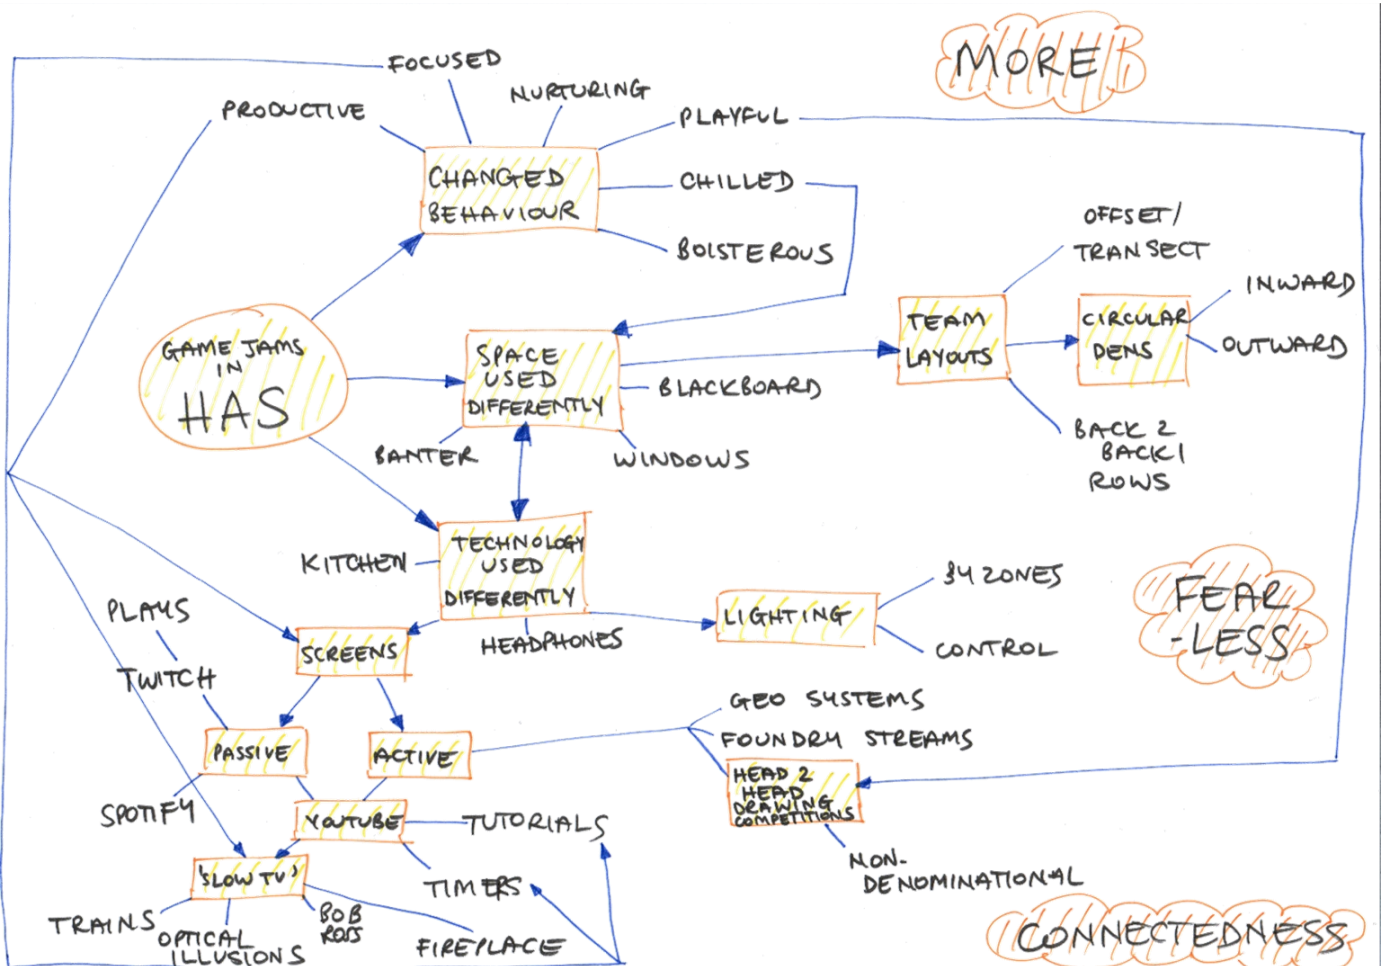 MORE
FOCUSED
NURTURING
PRODUCTIVE
PLAYFUL
CHANGED
BEHAVIOUR
CHILLED
BOISTEROUS
OFFSET/
TRANSECT
INWARD
OUTWARD
GAME JAMS
IN
HAS
SPACE
USED
DIFFERENTLY
TEAM
LAYOUTS
CIRCULAR
DENS
BLACKBOARD
BANTER
WINDOWS
BACK 2
BACK/
ROWS
TECHNOLOGY
USED
DIFFERENTLY
KITCHEN
HEADPHONES
LIGHTING
34 ZONES
CONTROL
FEAR
-LESS
SCREENS
PLAYS
TWITCH
PASSIVE
ACTIVE
GEO SYSTEMS
FOUNDRY STREAMS
HEAD 2
HEAD
DRAWING
COMPETITIONS
NON-
DENOMINATIONAL
SPOTIFY
YOUTUBE
TUTORIALS
TIMERS
'SLOW TV'
TRAINS
OPTICAL
ILLUSIONS
BOB
ROSS
FIREPLACE
CONNECTEDNESS